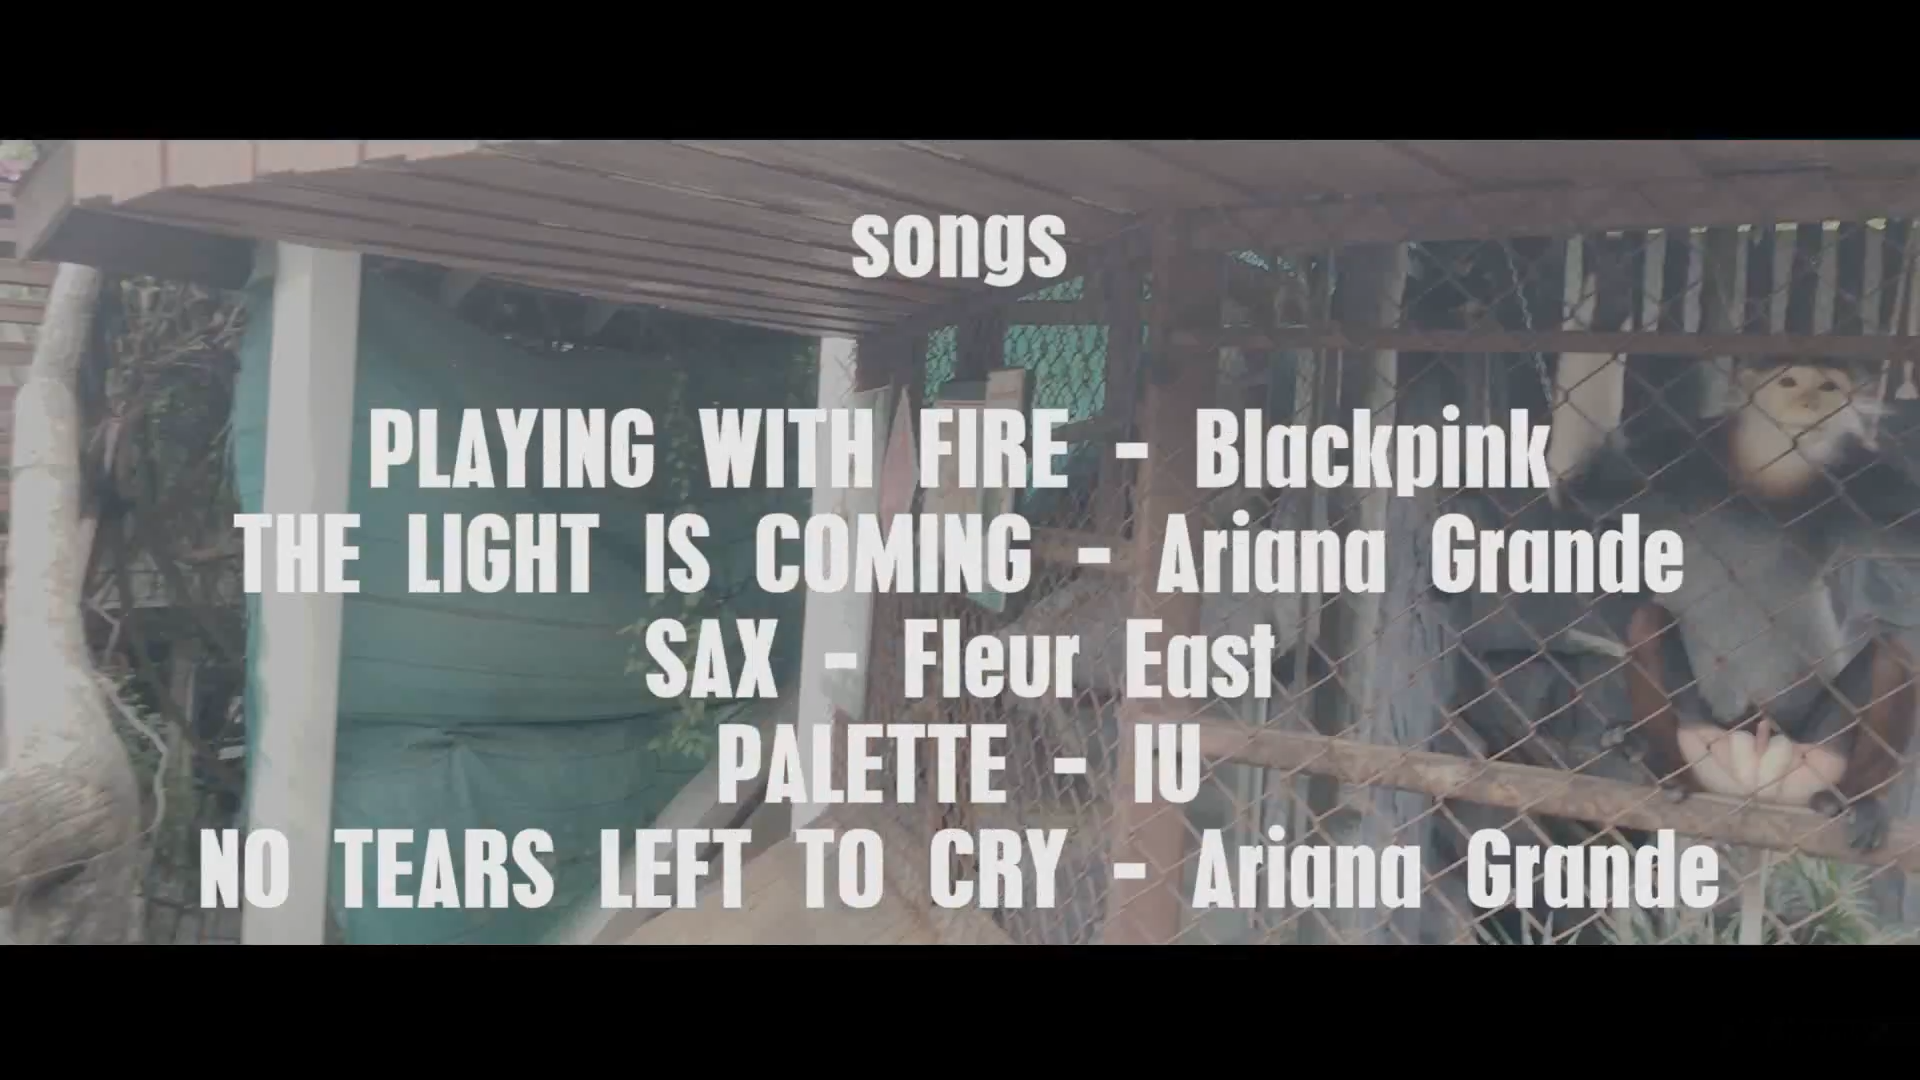 songs
PLAYING WITH FIRE - Blackpink
THE LIGHT IS COMING - Ariana Grande
SAX - Fleur East
PALETTE - IU
NO TEARS LEFT TO CRY - Ariana Grande